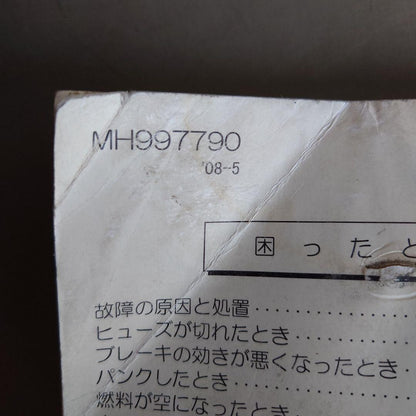 MH997790
'08-5
困ったと
故障の原因と処置・・・・・・・・・・・・
ヒューズが切れたとき・・・・・・・・
ブレーキの効きが悪くなったとき・
パンクしたとき・・・・・・・・・・・・
燃料が空になったとき・・・